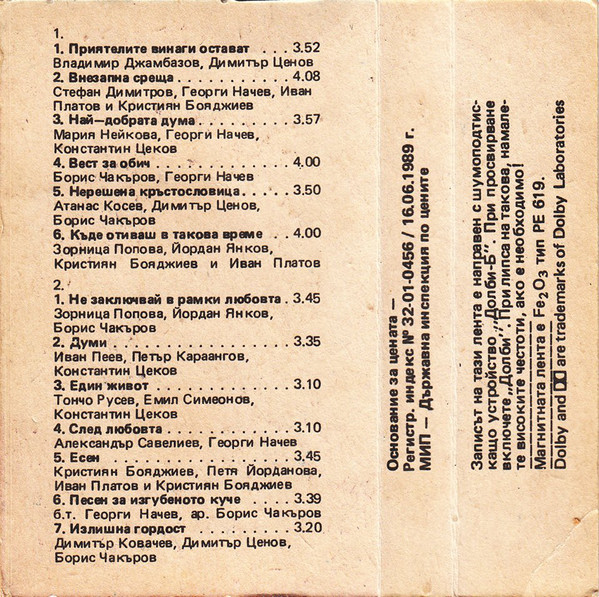 1.
1. Приятелите винаги остават . . . 3.52
Владимир Джамбазов, Димитър Ценов
2. Внезапна среща . . . . . . . . . . . 4.08
Стефан Димитров, Георги Начев, Иван
Платов и Кристиян Бояджиев
3. Най—добрата дума . . . . . . . . 3.57
Мария Нейкова, Георги Начев,
Константин Цеков
4. Вест за обич . . . . . . . . . . . . . 4.00
Борис Чакъров, Георги Начев
5. Нерешена кръстословица . . . . 3.50
Атанас Косев, Димитър Ценов,
Борис Чакъров
6. Къде отиваш в такова време . . 4.00
Зорница Попова, Йордан Янков,
Кристиян Бояджиев и Иван Платов
2.
1. Не заключвай в рамки любовта . 3.45
Зорница Попова, Йордан Янков,
Борис Чакъров
2. Думи . . . . . . . . . . . . . . . . . 3.35
Иван Пеев, Петър Караангов,
Константин Цеков
3. Един живот . . . . . . . . . . . . . 3.10
Тончо Русев, Емил Симеонов,
Константин Цеков
4. След любовта . . . . . . . . . . . . 3.10
Александър Савелиев, Георги Начев
5. Есен . . . . . . . . . . . . . . . . . 3.45
Кристиян Бояджиев, Петя Йорданова,
Иван Платов и Кристиян Бояджиев
6. Песен за изгубеното куче . . . . 3.39
б.т. Георги Начев, ар. Борис Чакъров
7. Излишна гордост . . . . . . . . . 3.20
Димитър Ковачев, Димитър Ценов,
Борис Чакъров
Основание за цената —
Регистр. индекс № 32-01-0456 / 16.06.1989 г.
МИП — Държавна инспекция по цените
Записът на тази лента е направен с шумоподтис-
кащо устройство „Долби-Б". При просвирване
включете „Долби". При липса на такова, намале-
те високите честоти, ако е необходимо!
Магнитната лента е Fe2O3 тип РЕ 619.
Dolby and are trademarks of Dolby Laboratories